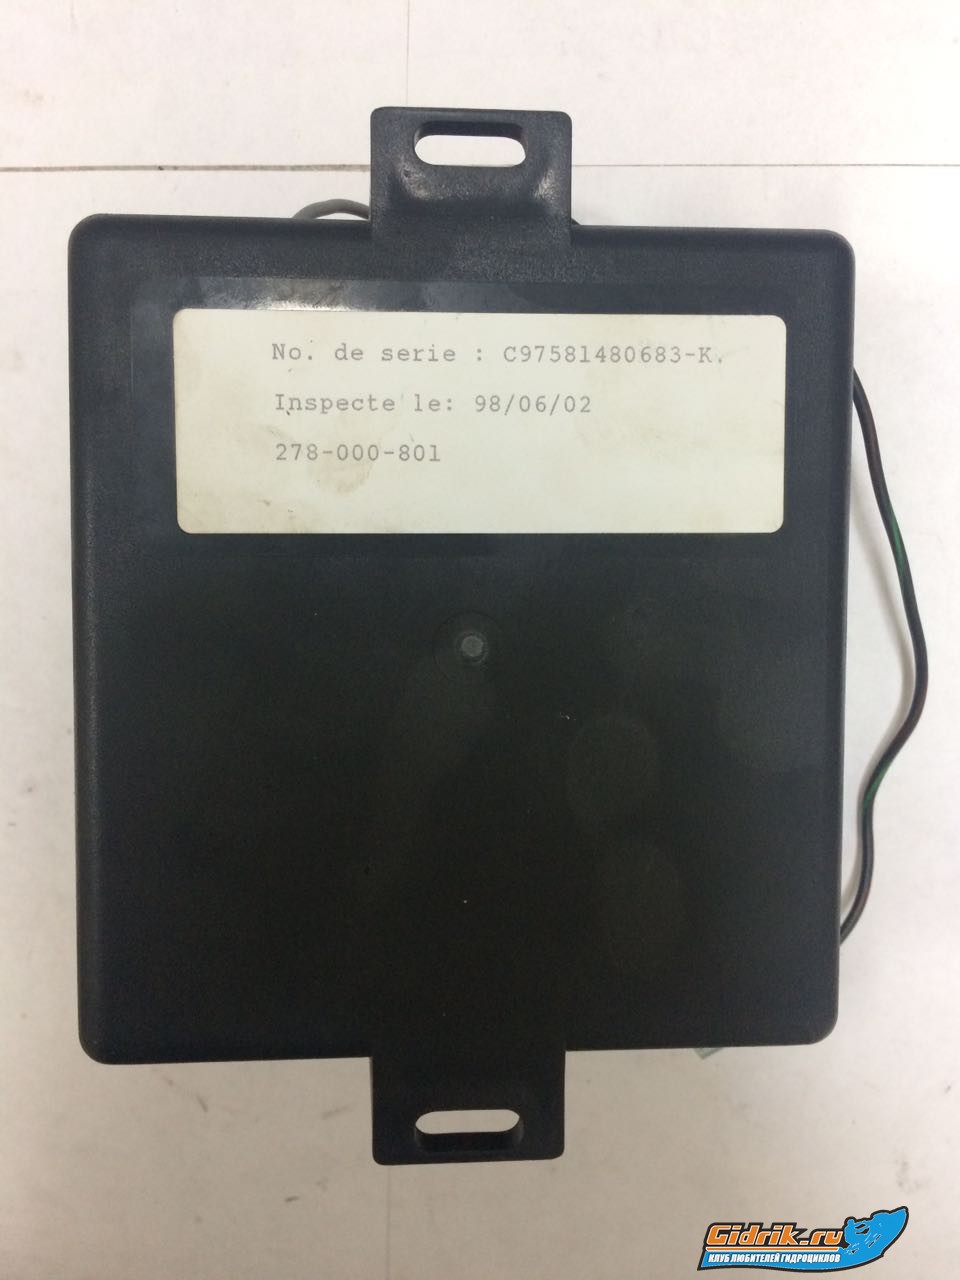 No. de serie : C97581480683-K.
Inspecte le: 98/06/02
278-000-801
Gidrik.ru
КЛУБ ЛЮБИТЕЛЕЙ ГИДРОЦИКЛОВ